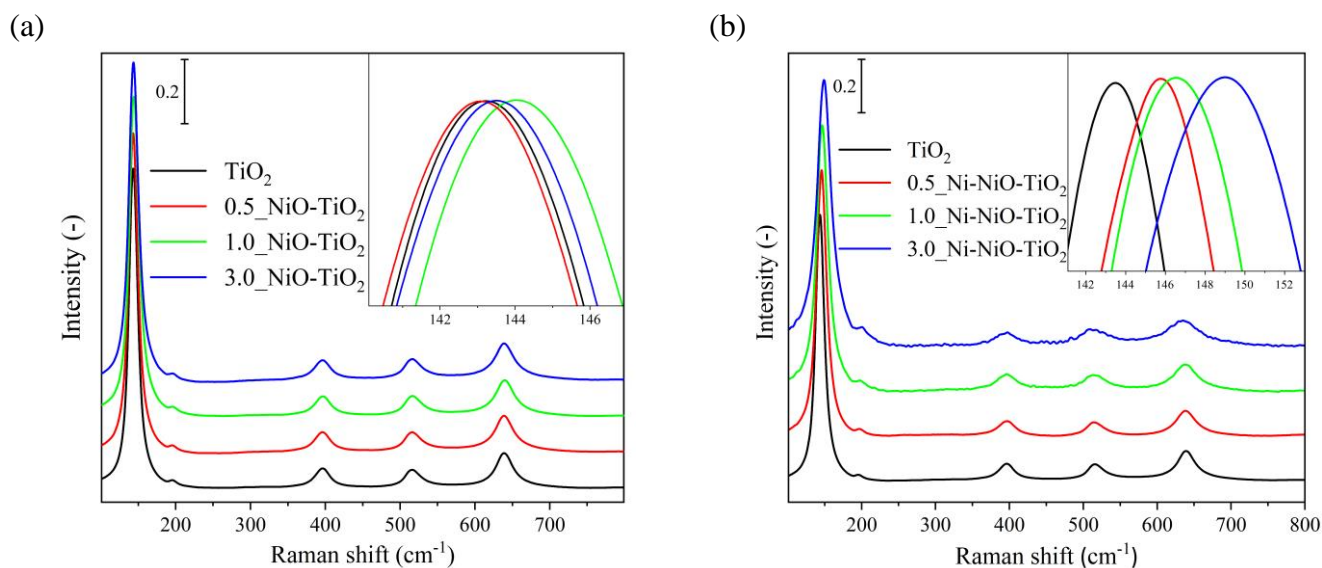 (a)
0.2
TiO₂
0.5_NiO-TiO₂
1.0_NiO-TiO₂
3.0_NiO-TiO₂
142 144 146
Intensity (-)
200 300 400 500 600 700
Raman shift (cm⁻¹)
(b)
0.2
TiO₂
0.5_Ni-NiO-TiO₂
1.0_Ni-NiO-TiO₂
3.0_Ni-NiO-TiO₂
142 144 146 148 150 152
Intensity (-)
200 300 400 500 600 700 800
Raman shift (cm⁻¹)